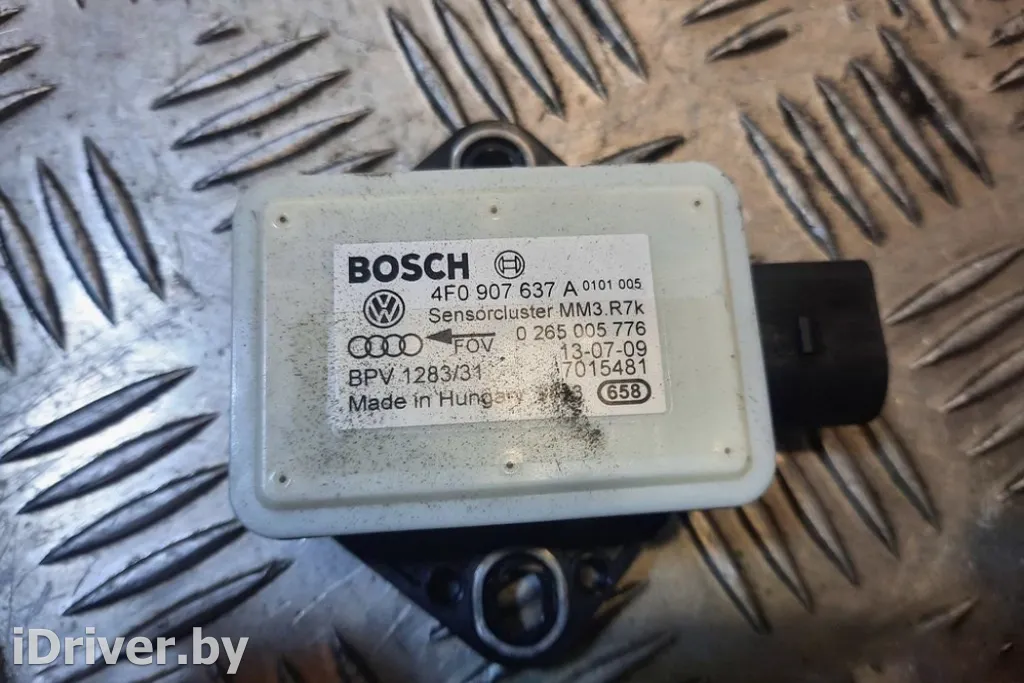 BOSCH
4F0 907 637 A 0101 005
Sensorcluster MM3.R7k
FOV 0 265 005 776
13-07-09
BPV 1283/31 7015481
Made in Hungary 658
iDriver.by